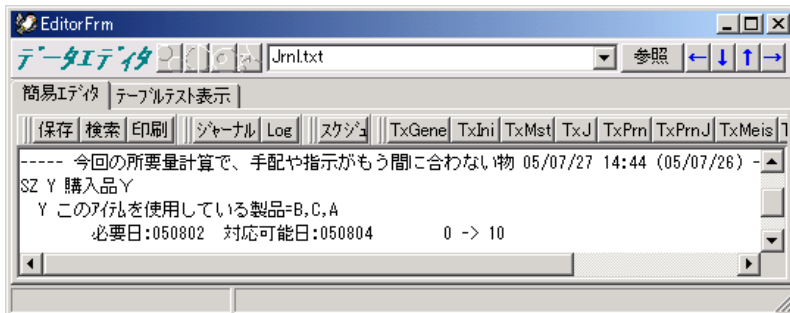 EditorFrm
データエディタ Jrnl.txt 参照 ← ↓ ↑ →
簡易エディタ テーブルテスト表示
保存 検索 印刷 ジャーナル Log スケジュ TxGene TxIni TxMst TxJ TxPrn TxPrnJ TxMeis
----- 今回の所要量計算で、手配や指示がもう間に合わない物 05/07/27 14:44 (05/07/26) -
SZ Y 購入品Y
Y このアイテムを使用している製品=B,C,A
必要日:050802 対応可能日:050804 0 -> 10